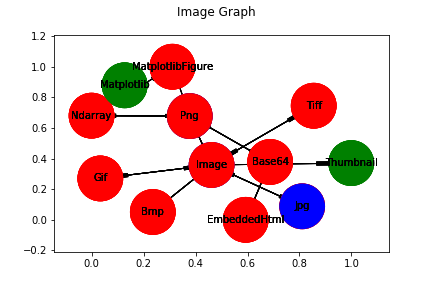 Image Graph
1.2
1.0
0.8
0.6
0.4
0.2
0.0
−0.2
MatplotlibFigure
Matplotlib
Ndarray
Png
Tiff
Image
Base64
Thumbnail
Gif
Bmp
EmbeddedHtml
Jpg
0.0 0.2 0.4 0.6 0.8 1.0